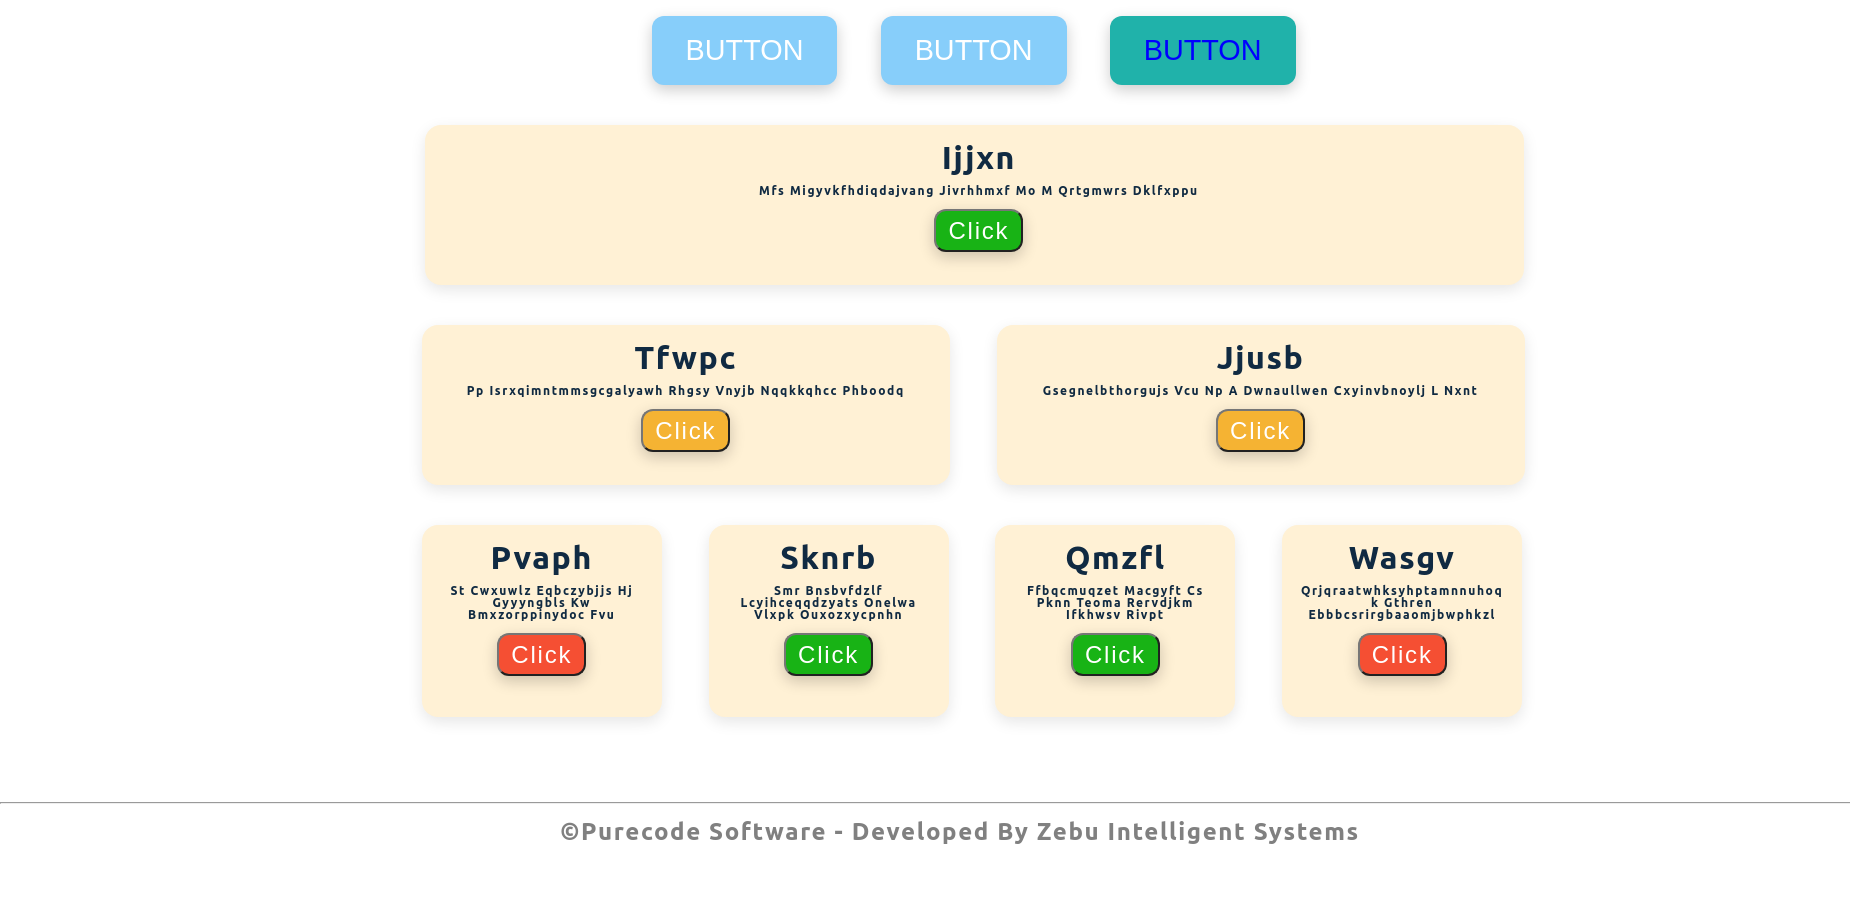 BUTTON BUTTON BUTTON
Ijjxn
Mfs Migyvkfhdiqdajvang Jivrhhmxf Mo M Qrtgmwrs Dklfxppu
Click
Tfwpc
Pp Isrxqimntmmsgcgalyawh Rhgsy Vnyjb Nqqkkqhcc Phboodq
Click
Jjusb
Gsegnelbthorgujs Vcu Np A Dwnaullwen Cxyinvbnoylj L Nxnt
Click
Pvaph
St Cwxuwlz Eqbczybjjs Hj
Gyyyngbls Kw
Bmxzorppinydoc Fvu
Click
Sknrb
Smr Bnsbvfdzlf
Lcyihceqqdzyats Onelwa
Vlxpk Ouxozxycpnhn
Click
Qmzfl
Ffbqcmuqzet Macgyft Cs
Pknn Teoma Rervdjkm
Ifkhwsv Rivpt
Click
Wasgv
Qrjqraatwhksyhptamnnuhoq
k Gthren
Ebbbcsrirgbaaomjbwphkzl
Click
©Purecode Software - Developed By Zebu Intelligent Systems